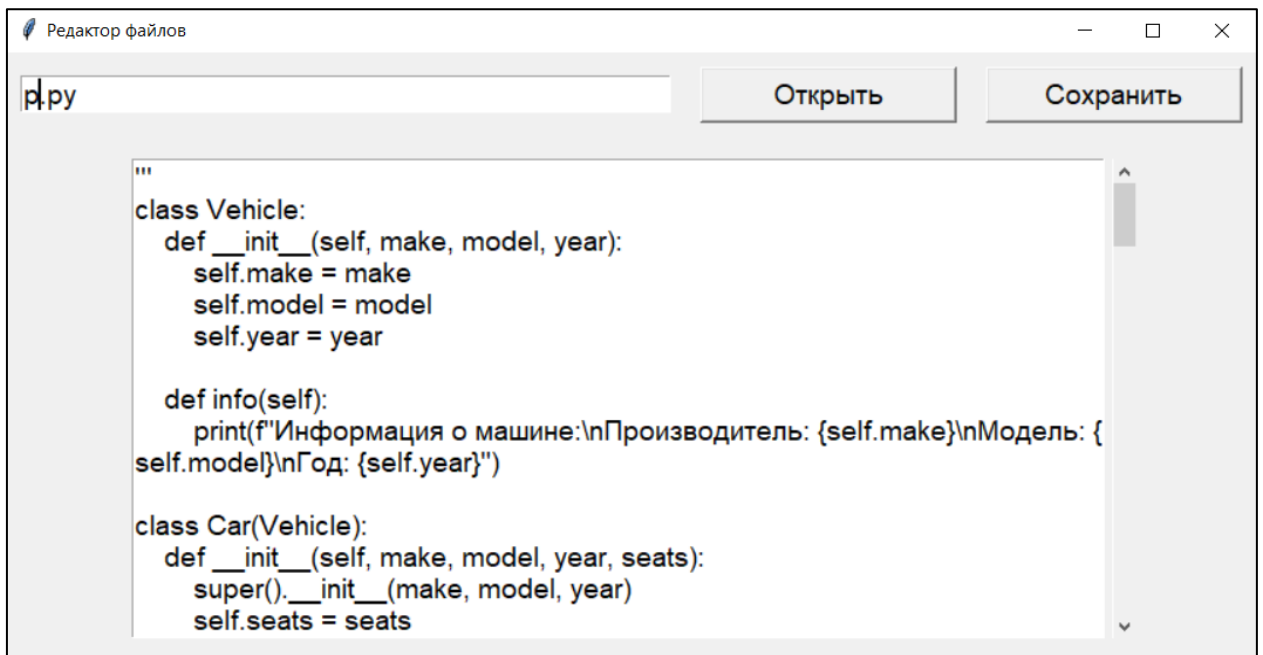 Редактор файлов
p.py
Открыть
Сохранить
'''
class Vehicle:
    def __init__(self, make, model, year):
        self.make = make
        self.model = model
        self.year = year
    def info(self):
        print(f"Информация о машине:\nПроизводитель: {self.make}\nМодель: {
self.model}\nГод: {self.year}")
class Car(Vehicle):
    def __init__(self, make, model, year, seats):
        super().__init__(make, model, year)
        self.seats = seats